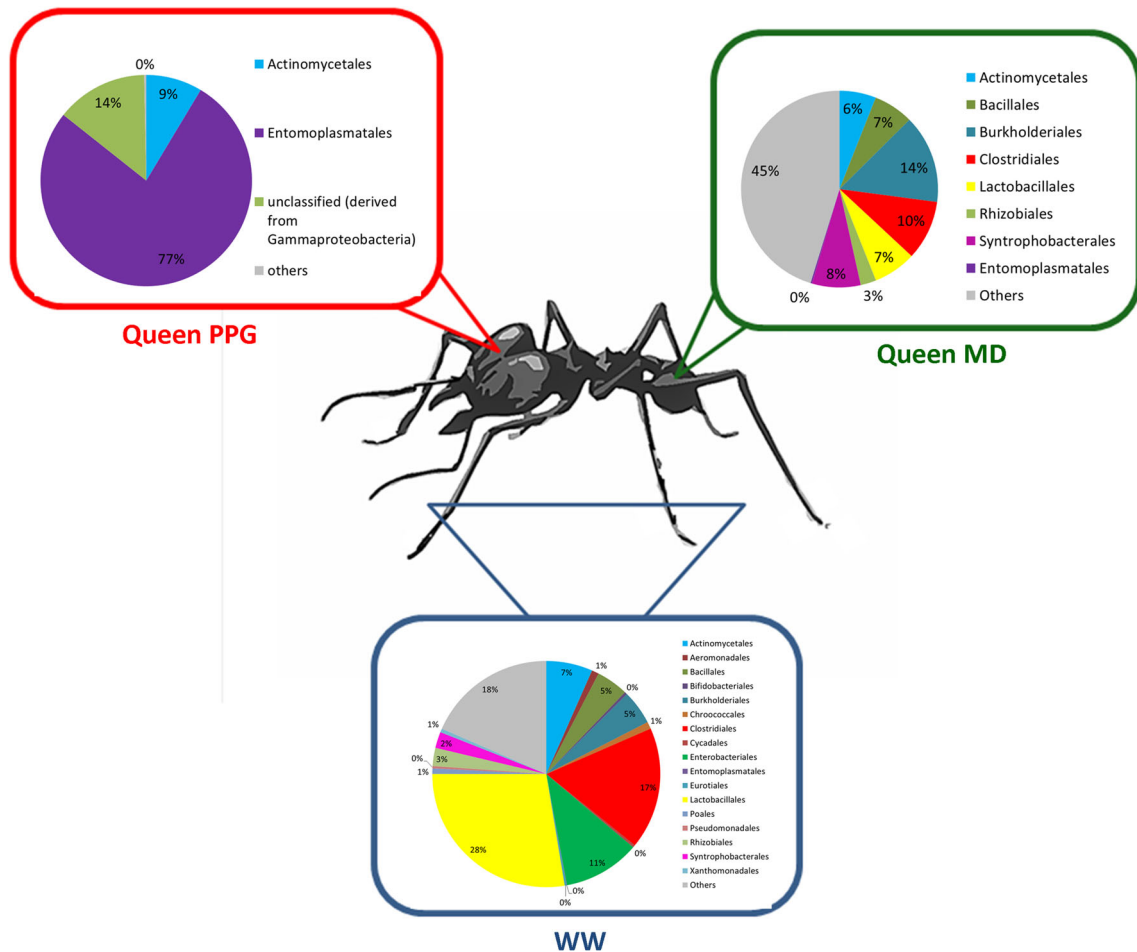 0%
9%
14%
77%
Actinomycetales
Entomoplasmatales
unclassified (derived
from
Gammaproteobacteria)
others
Queen PPG
6%
7%
14%
10%
7%
3%
8%
0%
45%
Actinomycetales
Bacillales
Burkholderiales
Clostridiales
Lactobacillales
Rhizobiales
Syntrophobacterales
Entomoplasmatales
Others
Queen MD
7%
1%
5%
0%
5%
1%
17%
0%
11%
0%
0%
28%
1%
0%
3%
2%
1%
18%
Actinomycetales
Aeromonadales
Bacillales
Bifidobacteriales
Burkholderiales
Chroococcales
Clostridiales
Cycadales
Enterobacteriales
Entomoplasmatales
Eurotiales
Lactobacillales
Poales
Pseudomonadales
Rhizobiales
Syntrophobacterales
Xanthomonadales
Others
WW